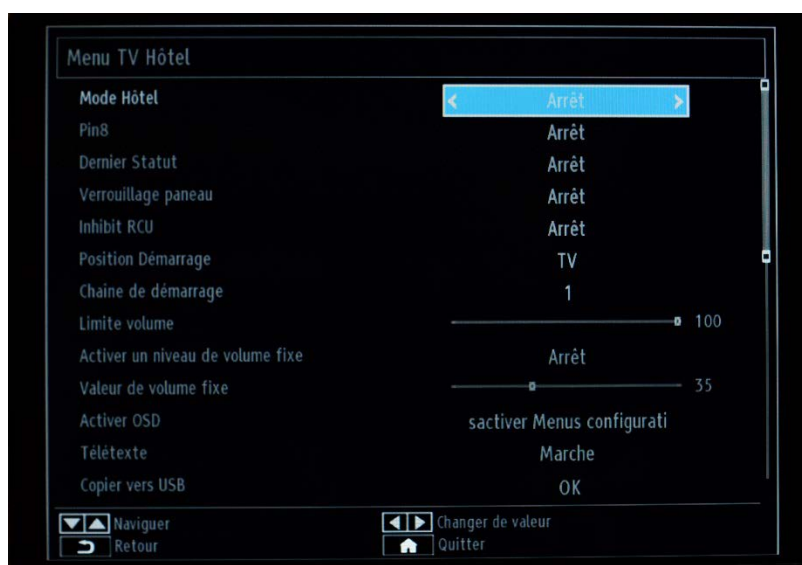 Menu TV Hôtel
Mode Hôtel < Arrêt >
Pin8 Arrêt
Dernier Statut Arrêt
Verrouillage paneau Arrêt
Inhibit RCU Arrêt
Position Démarrage TV
Chaine de démarrage 1
Limite volume 100
Activer un niveau de volume fixe Arrêt
Valeur de volume fixe 35
Activer OSD sactiver Menus configurati
Télétexte Marche
Copier vers USB OK
Naviguer Changer de valeur
Retour Quitter